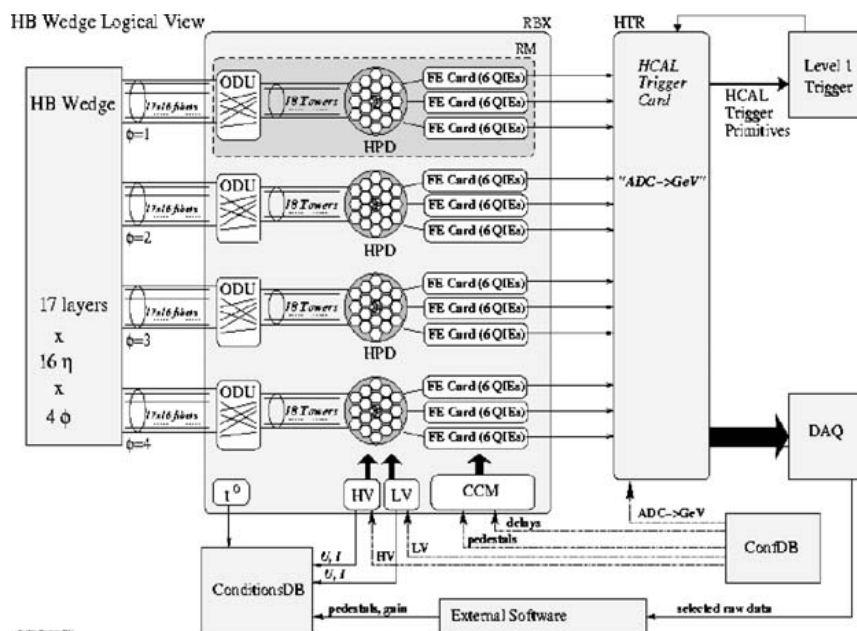 HB Wedge Logical View
RBX
HTR
RM
HB Wedge
17x16 fibers
ϕ=1
ODU
18 Towers
HPD
FE Card (6 QIEs)
FE Card (6 QIEs)
FE Card (6 QIEs)
HCAL
Trigger
Card
HCAL
Trigger
Primitives
Level 1
Trigger
17x16 fibers
ϕ=2
ODU
18 Towers
HPD
FE Card (6 QIEs)
FE Card (6 QIEs)
FE Card (6 QIEs)
"ADC->GeV"
17 layers
x
16 η
x
4 ϕ
17x16 fibers
ϕ=3
ODU
18 Towers
HPD
FE Card (6 QIEs)
FE Card (6 QIEs)
FE Card (6 QIEs)
17x16 fibers
ϕ=4
ODU
18 Towers
FE Card (6 QIEs)
FE Card (6 QIEs)
FE Card (6 QIEs)
DAQ
t°
HV
LV
CCM
ADC->GeV
delays
pedestals
LV
HV
U, I
U, I
ConfDB
ConditionsDB
pedestals, gain
External Software
selected raw data